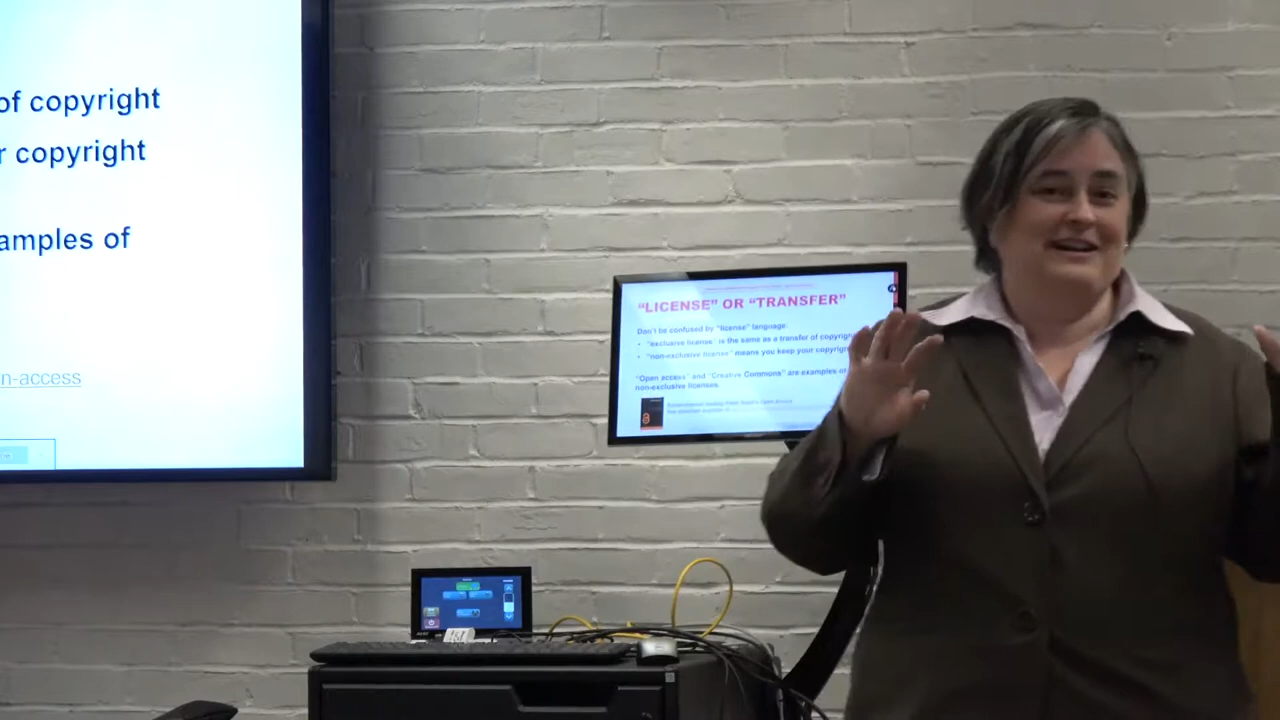 of copyright
r copyright
amples of
n-access
“LICENSE” OR “TRANSFER”
Don't be confused by “license” language:
• “exclusive license” is the same as a transfer of copyrigh
• “non-exclusive license” means you keep your copyrigh
“Open access” and “Creative Commons” are examples of
non-exclusive licenses.